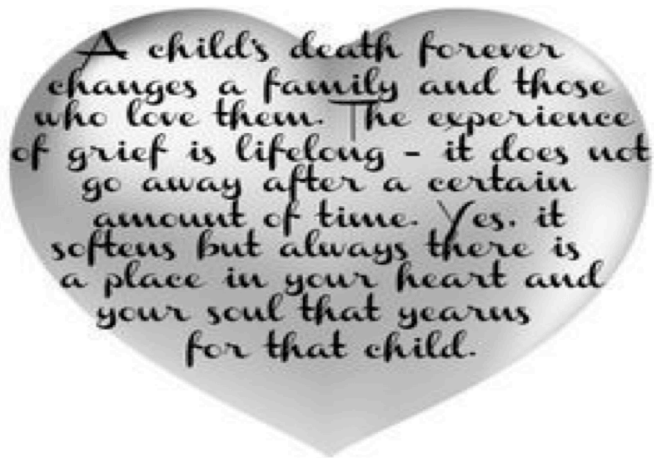 A child's death forever
changes a family and those
who love them. The experience
of grief is lifelong - it does not
go away after a certain
amount of time. Yes, it
softens but always there is
a place in your heart and
your soul that yearns
for that child.